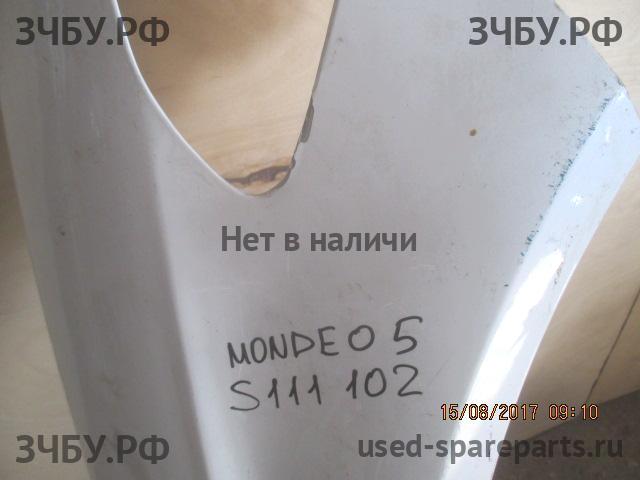 ЗЧБУ.РФ ЗЧБУ.РФ
Нет в наличи
MONDEO 5
S111 102
15/08/2017 09:10
ЗЧБУ.РФ used-spareparts.ru